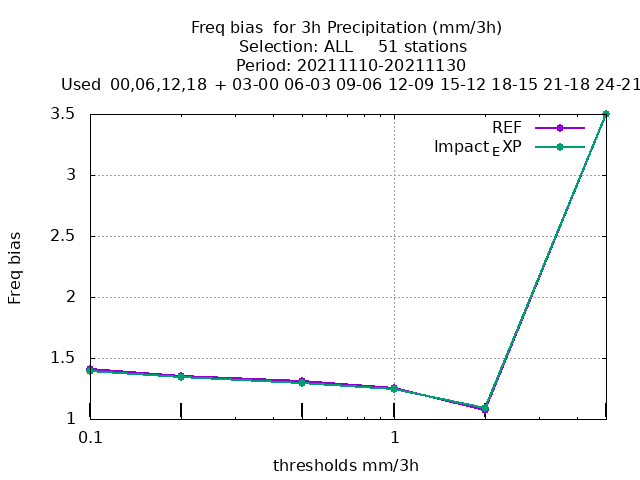 Freq bias  for 3h Precipitation (mm/3h)
Selection: ALL     51 stations
Period: 20211110-20211130
Used  00,06,12,18  + 03-00 06-03 09-06 12-09 15-12 18-15 21-18 24-21
3.5
REF
Impact_EXP
3
2.5
Freq bias
2
1.5
1
0.1
1
thresholds mm/3h